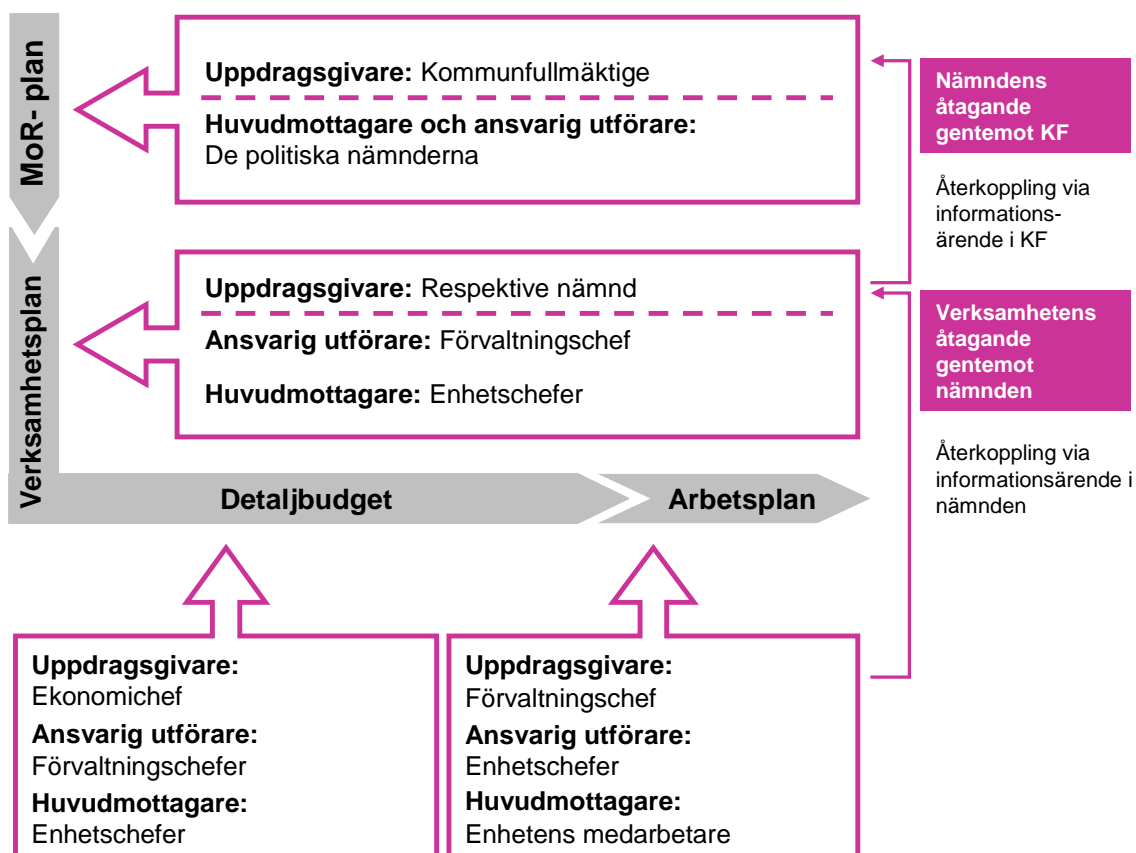 MoR- plan
Uppdragsgivare: Kommunfullmäktige
Huvudmottagare och ansvarig utförare:
De politiska nämnderna
Nämndens
åtagande
gentemot KF
Återkoppling via
informations-
ärende i KF
Verksamhetsplan
Uppdragsgivare: Respektive nämnd
Ansvarig utförare: Förvaltningschef
Huvudmottagare: Enhetschefer
Verksamhetens
åtagande
gentemot
nämnden
Återkoppling via
informationsärende i
nämnden
Detaljbudget
Arbetsplan
Uppdragsgivare:
Ekonomichef
Ansvarig utförare:
Förvaltningschefer
Huvudmottagare:
Enhetschefer
Uppdragsgivare:
Förvaltningschef
Ansvarig utförare:
Enhetschefer
Huvudmottagare:
Enhetens medarbetare